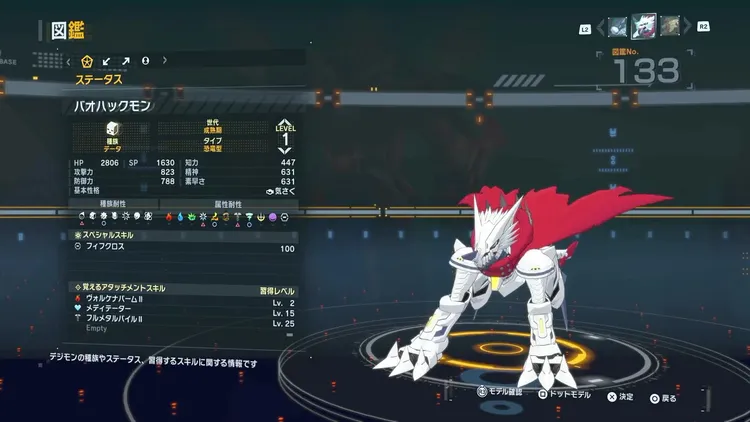 図鑑
BASE
L2
R2
図鑑No.
133
ステータス
バオハックモン
種族
データ
世代
成熟期
タイプ
恐竜型
LEVEL
1
HP 2806 SP 1630 知力 447
攻撃力 823 精神 631
防御力 788 素早さ 631
基本性格 気さく
種族耐性 属性耐性
スペシャルスキル
フィフクロス 100
覚えるアタッチメントスキル 習得レベル
ヴォルケナパームII Lv. 2
メディテーター Lv. 15
フルメタルパイルII Lv. 25
Empty
デジモンの種族やステータス、習得するスキルに関する情報です
R3 モデル確認 ドットモデル 決定 戻る